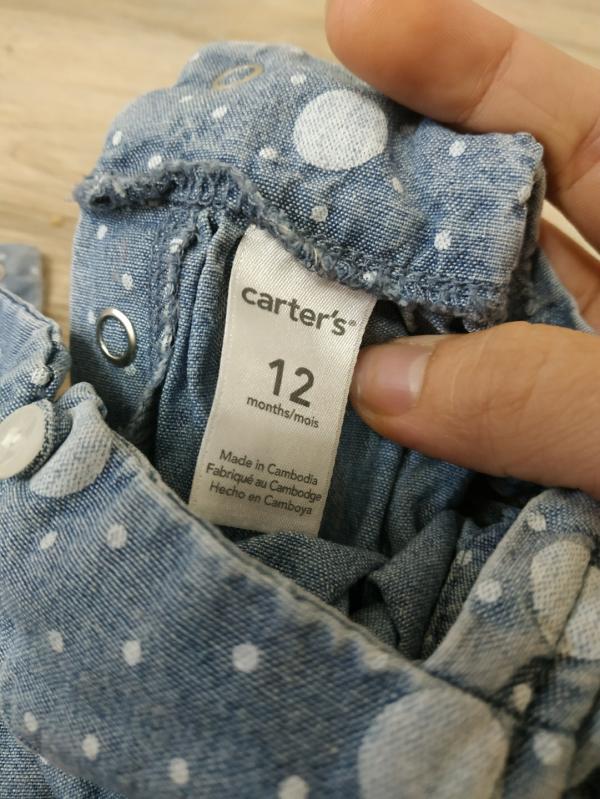 carter's®
12
months/mois
Made in Cambodia
Fabriqué au Cambodge
Hecho en Camboya